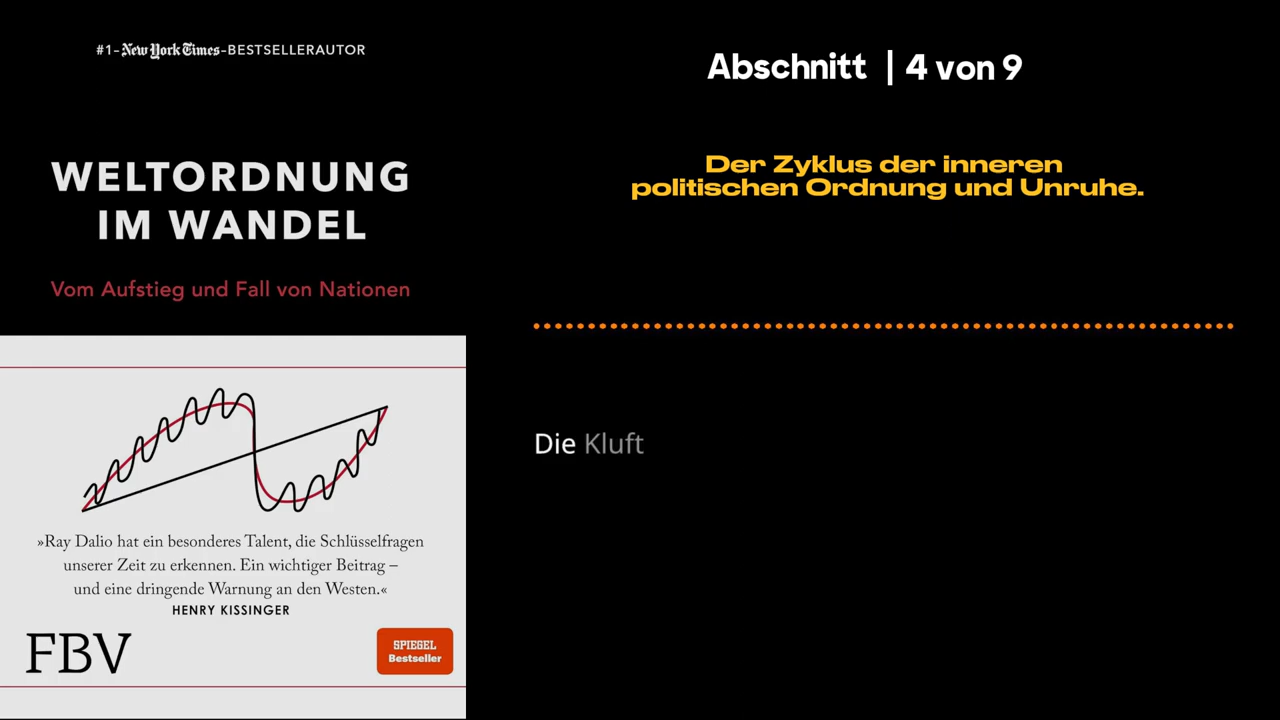 #1-New York Times-BESTSELLERAUTOR
WELTORDNUNG
IM WANDEL
Vom Aufstieg und Fall von Nationen
»Ray Dalio hat ein besonderes Talent, die Schlüsselfragen
unserer Zeit zu erkennen. Ein wichtiger Beitrag –
und eine dringende Warnung an den Westen.«
HENRY KISSINGER
FBV
SPIEGEL
Bestseller
Abschnitt | 4 von 9
Der Zyklus der inneren
politischen Ordnung und Unruhe.
Die Kluft